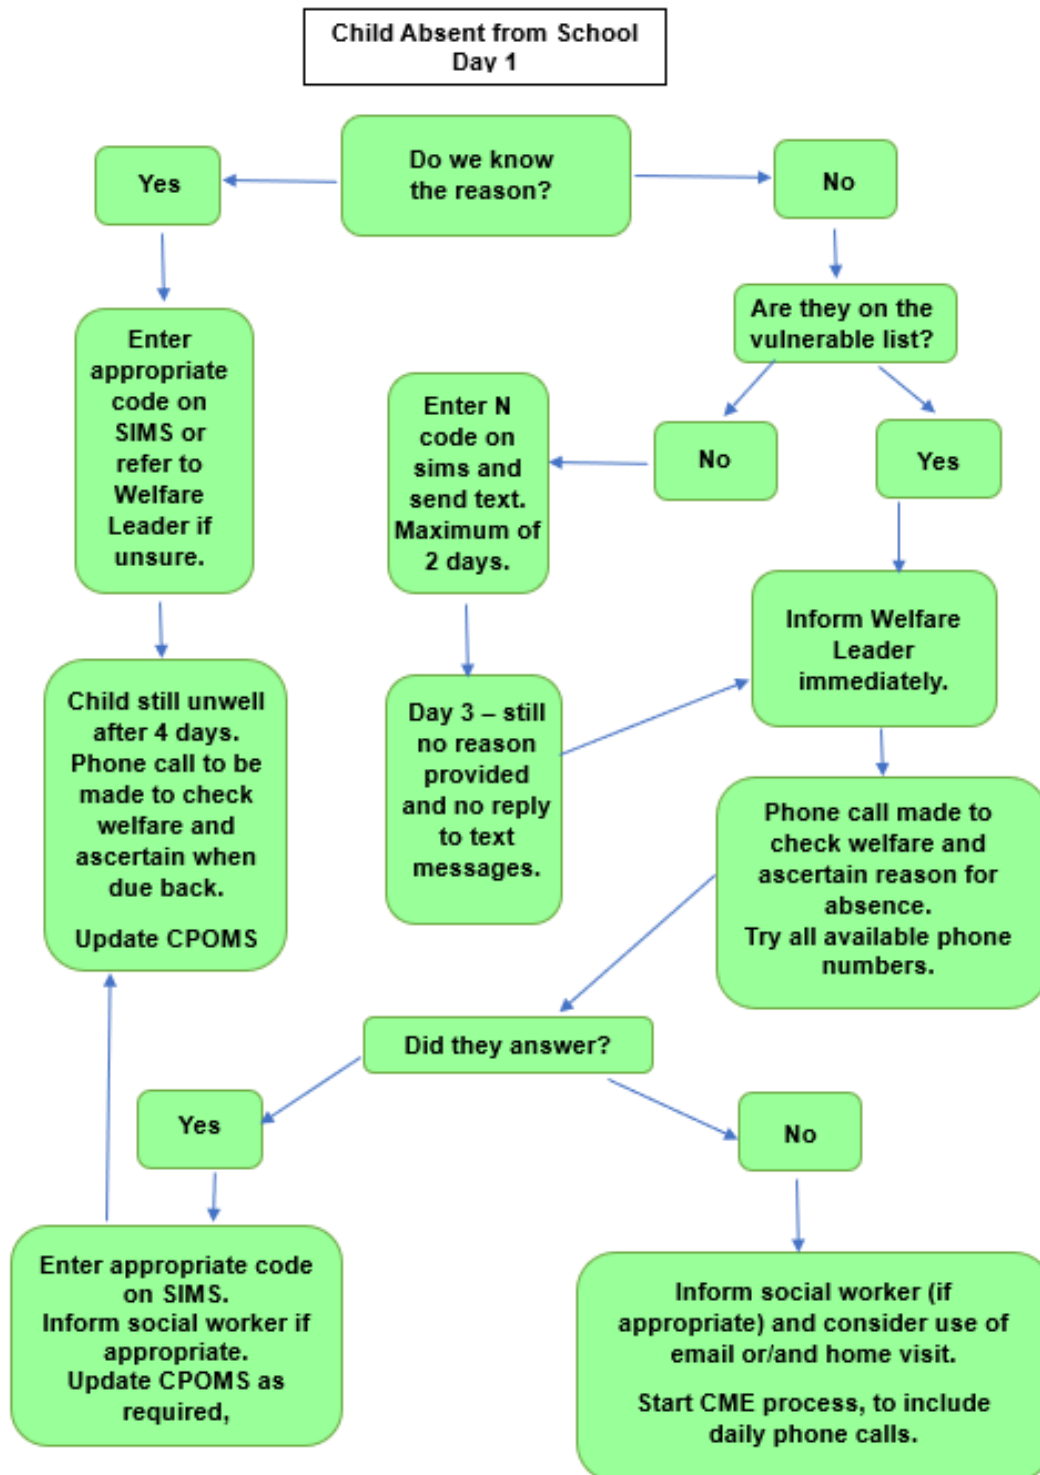 Child Absent from School
Day 1
Do we know
the reason?
Yes
No
Are they on the
vulnerable list?
Enter
appropriate
code on
SIMS or
refer to
Welfare
Leader if
unsure.
Enter N
code on
sims and
send text.
Maximum of
2 days.
No
Yes
Inform Welfare
Leader
immediately.
Child still unwell
after 4 days.
Phone call to be
made to check
welfare and
ascertain when
due back.
Update CPOMS
Day 3 – still
no reason
provided
and no reply
to text
messages.
Phone call made to
check welfare and
ascertain reason for
absence.
Try all available phone
numbers.
Did they answer?
Yes
No
Enter appropriate code
on SIMS.
Inform social worker if
appropriate.
Update CPOMS as
required,
Inform social worker (if
appropriate) and consider use of
email or/and home visit.
Start CME process, to include
daily phone calls.